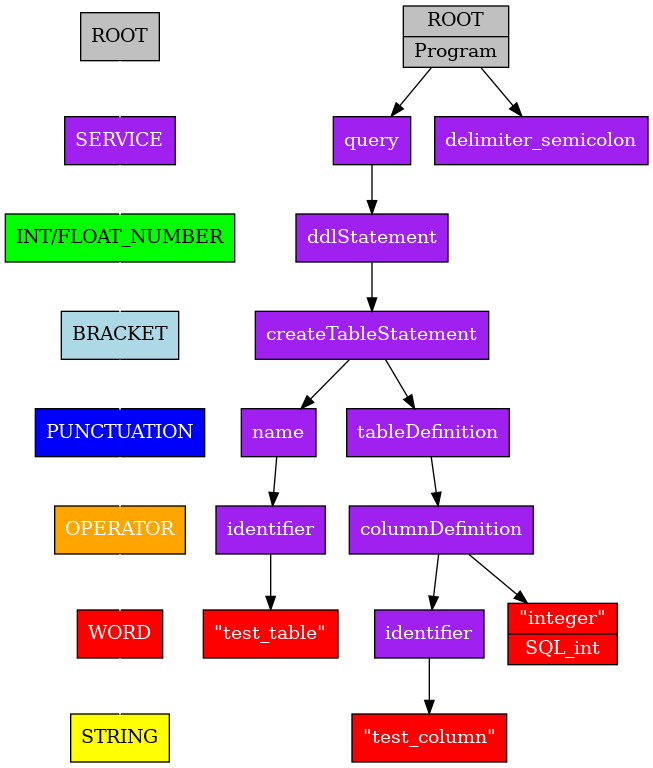 ROOT
ROOT
Program
SERVICE
query
delimiter_semicolon
INT/FLOAT_NUMBER
ddlStatement
BRACKET
createTableStatement
PUNCTUATION
name
tableDefinition
OPERATOR
identifier
columnDefinition
WORD
"test_table"
identifier
"integer"
SQL_int
STRING
"test_column"